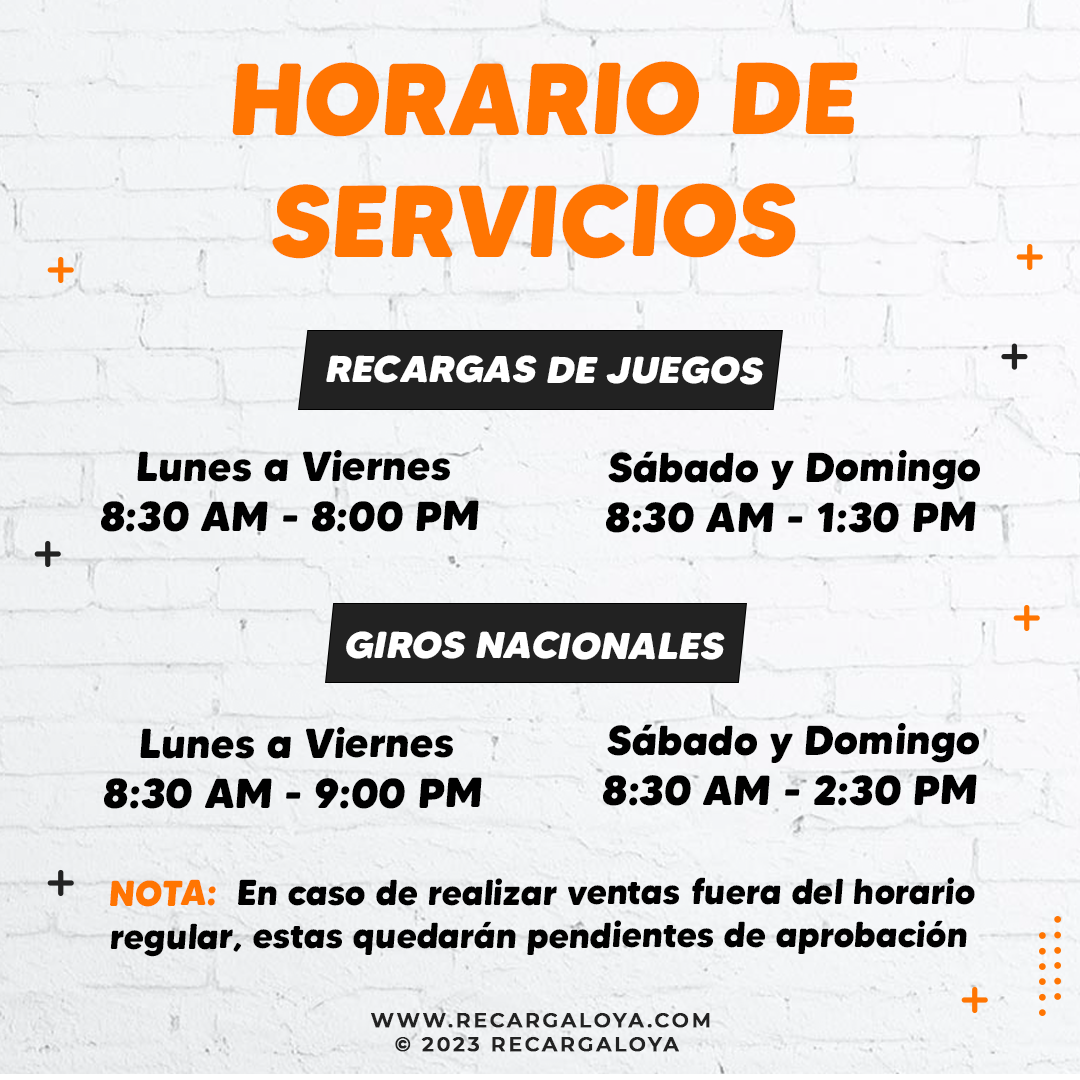 HORARIO DE
SERVICIOS
RECARGAS DE JUEGOS
Lunes a Viernes
8:30 AM - 8:00 PM
Sábado y Domingo
8:30 AM - 1:30 PM
GIROS NACIONALES
Lunes a Viernes
8:30 AM - 9:00 PM
Sábado y Domingo
8:30 AM - 2:30 PM
NOTA: En caso de realizar ventas fuera del horario
regular, estas quedarán pendientes de aprobación
WWW.RECARGALOYA.COM
© 2023 RECARGALOYA